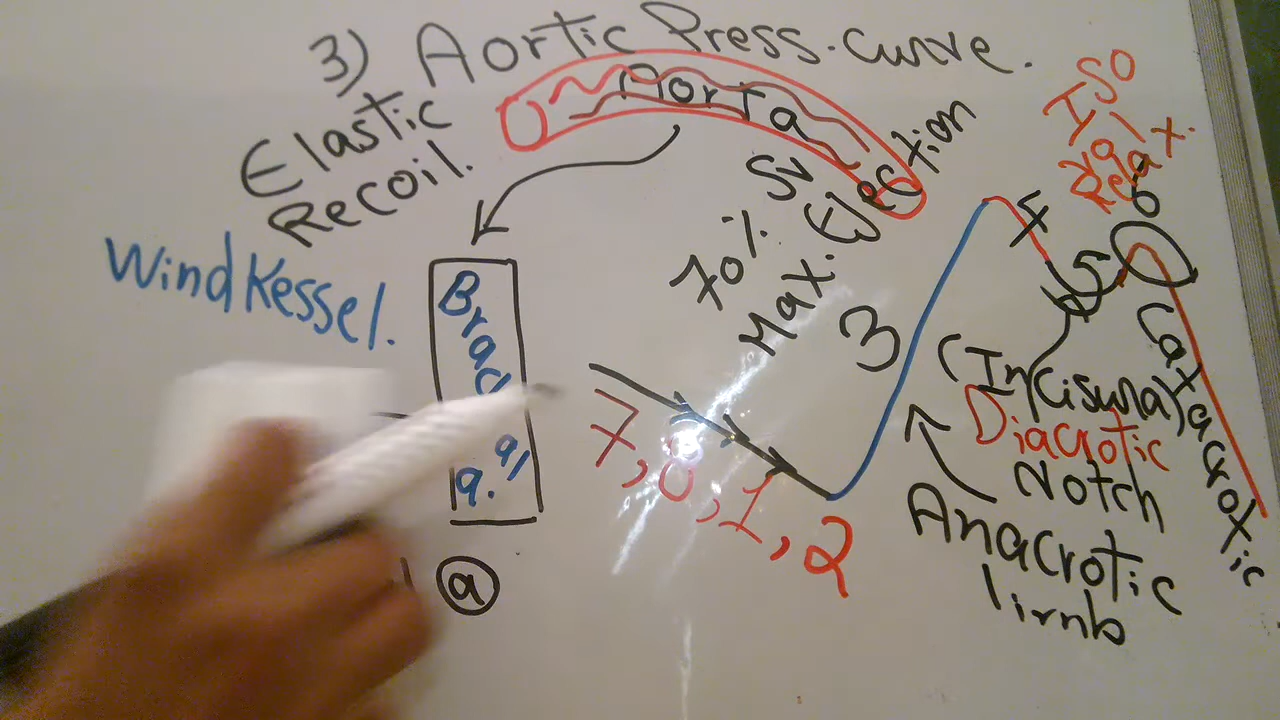 3) Aortic Press. Curve.
Aorta
Elastic
Recoil.
WindKessel.
SV
70%
Max. Ejection
3
4
5
6
ISO
Vol
Relax.
(Incisura)
Diacrotic
Notch
Catacrotic
Anacrotic
limb
7, 8, 1, 2
a.
a